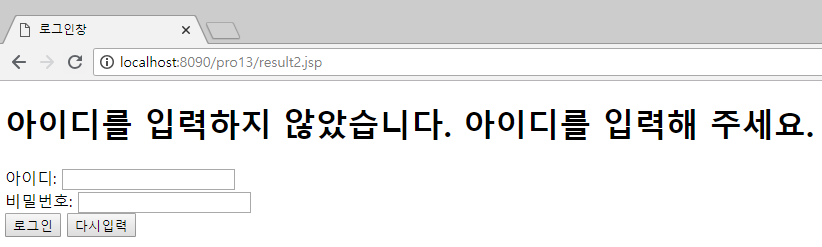 로그인창
localhost:8090/pro13/result2.jsp
아이디를 입력하지 않았습니다. 아이디를 입력해 주세요.
아이디:
비밀번호:
로그인 다시입력